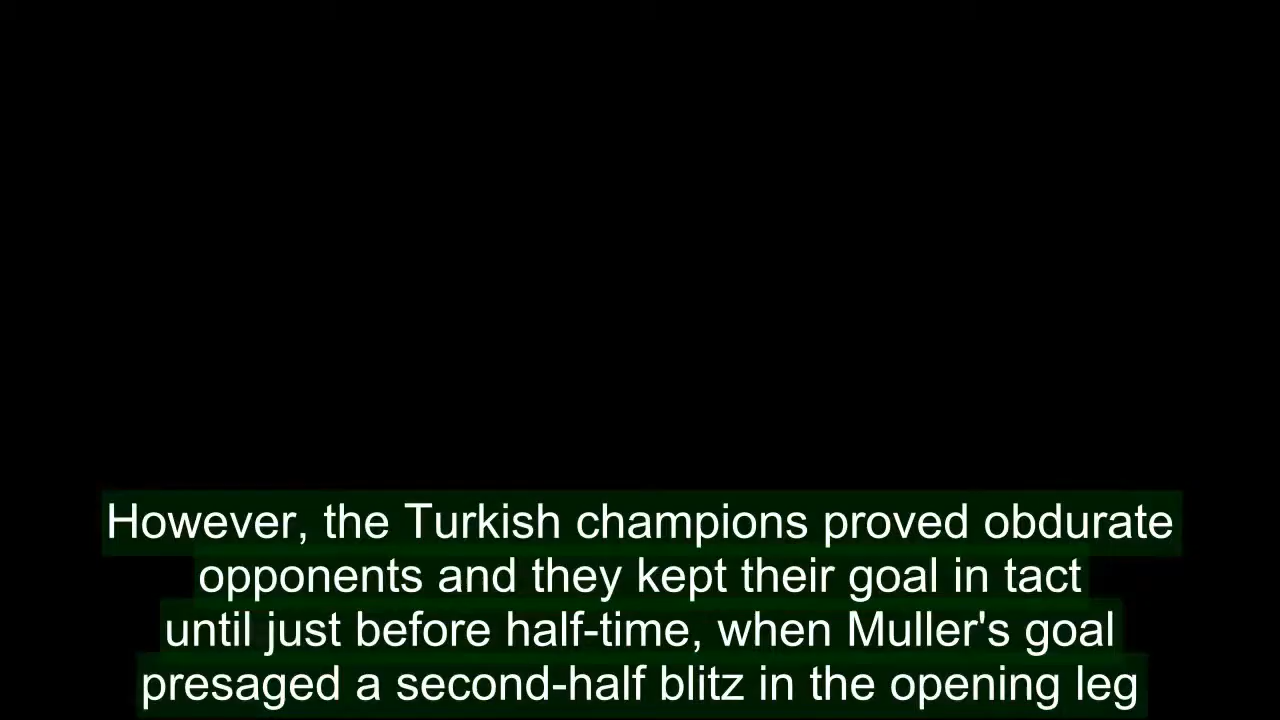 However, the Turkish champions proved obdurate
opponents and they kept their goal in tact
until just before half-time, when Muller's goal
presaged a second-half blitz in the opening leg